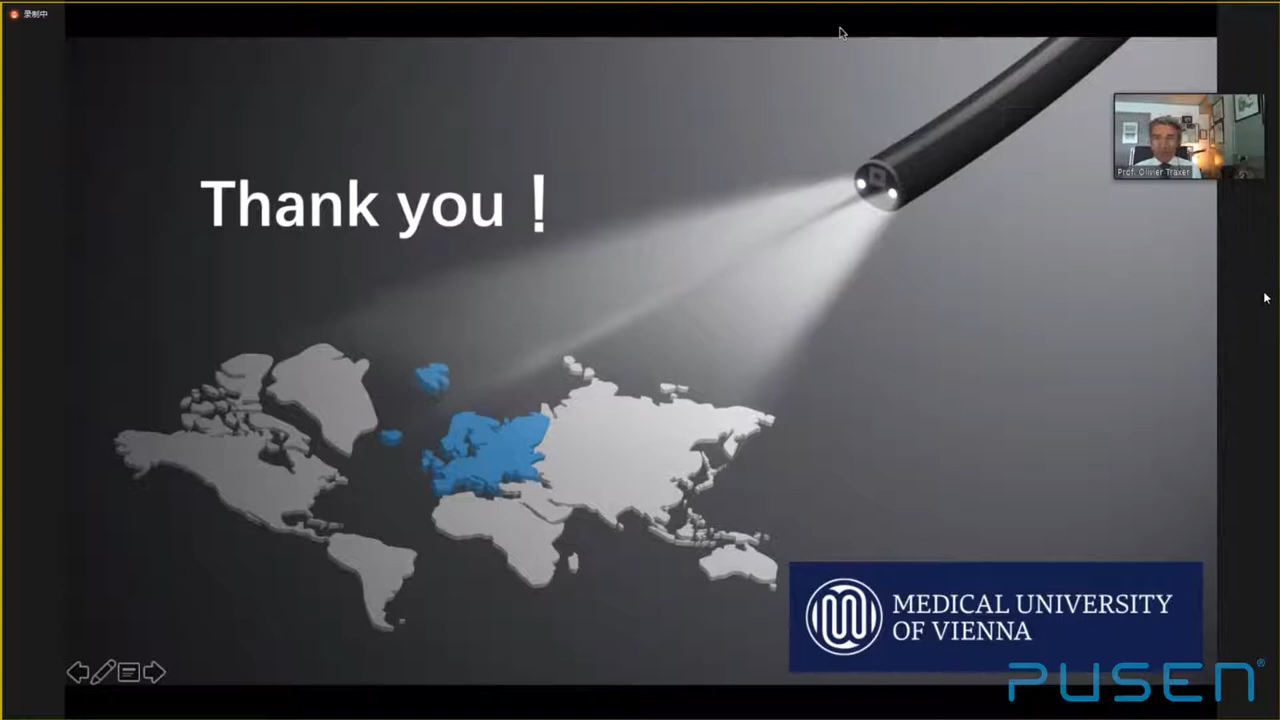 录制中
Thank you！
Prof. Olivier Traxer
MEDICAL UNIVERSITY
OF VIENNA
PUSEN®